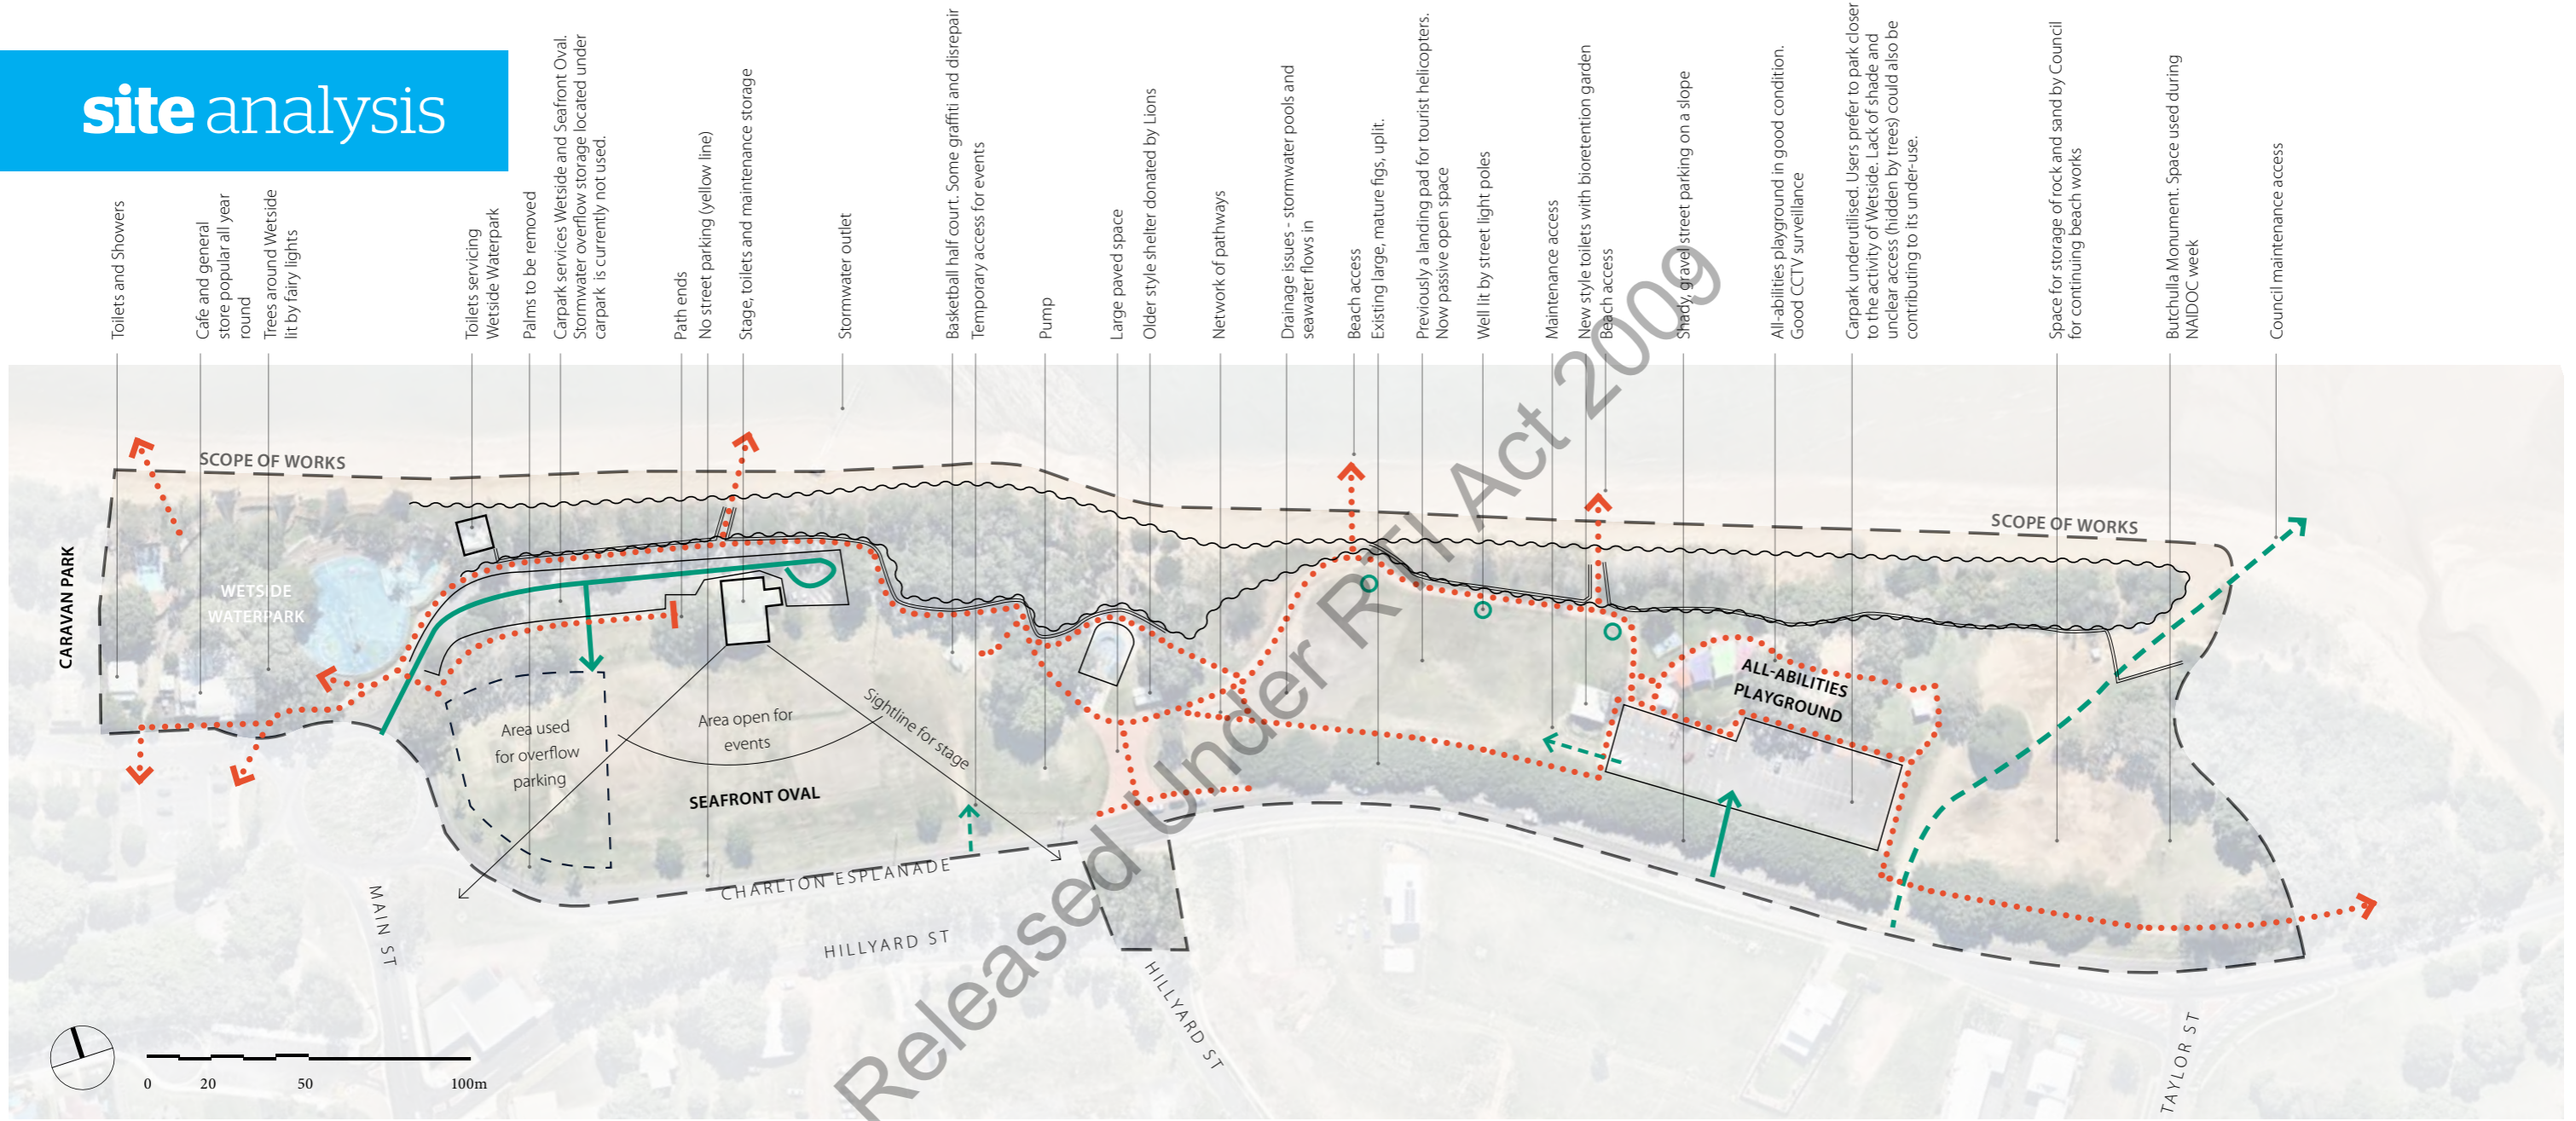 site analysis
Toilets and Showers
Cafe and general
store popular all year
round
Trees around Wetside
lit by fairy lights
Toilets servicing
Wetside Waterpark
Palms to be removed
Carpark services Wetside and Seafront Oval.
Stormwater overflow storage located under
carpark is currently not used.
Path ends
No street parking (yellow line)
Stage, toilets and maintenance storage
Stormwater outlet
Basketball half court. Some graffiti and disrepair
Temporary access for events
Pump
Large paved space
Older style shelter donated by Lions
Network of pathways
Drainage issues - stormwater pools and
seawater flows in
Beach access
Existing large, mature figs, uplit.
Previously a landing pad for tourist helicopters.
Now passive open space
Well lit by street light poles
Maintenance access
New style toilets with bioretention garden
Beach access
Shady, gravel street parking on a slope
All-abilities playground in good condition.
Good CCTV surveillance
Carpark underutilised. Users prefer to park closer
to the activity of Wetside. Lack of shade and
unclear access (hidden by trees) could also be
contributing to its under-use.
Space for storage of rock and sand by Council
for continuing beach works
Butchulla Monument. Space used during
NAIDOC week
Council maintenance access
SCOPE OF WORKS
SCOPE OF WORKS
CARAVAN PARK
WETSIDE
WATERPARK
Area used
for overflow
parking
Area open for
events
Sightline for stage
SEAFRONT OVAL
ALL-ABILITIES
PLAYGROUND
CHARLTON ESPLANADE
MAIN ST
HILLYARD ST
HILLYARD ST
TAYLOR ST
0 20 50 100m
Released Under RTI Act 2009